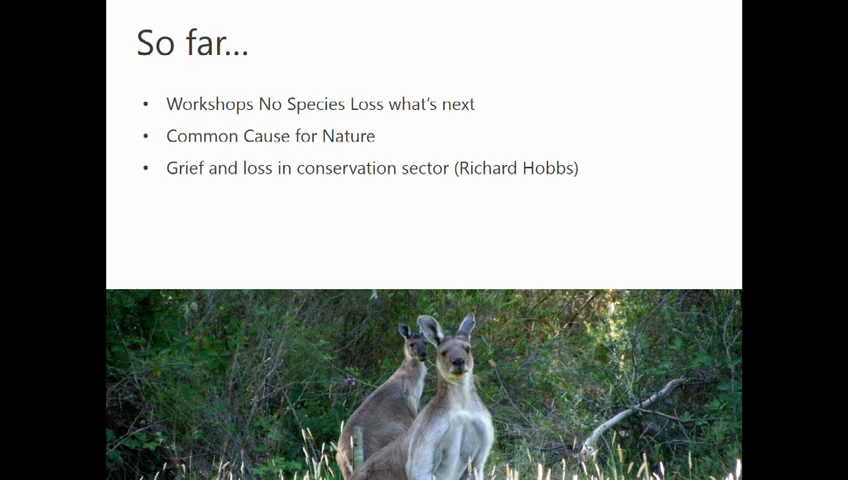 So far...
• Workshops No Species Loss what's next
• Common Cause for Nature
• Grief and loss in conservation sector (Richard Hobbs)